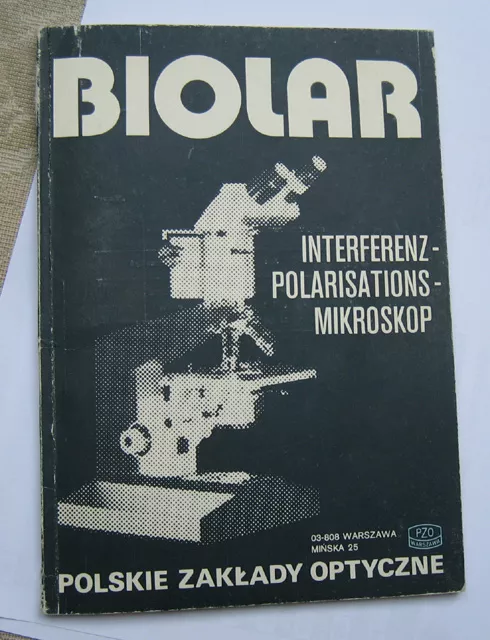 BIOLAR
INTERFERENZ-
POLARISATIONS-
MIKROSKOP
03-808 WARSZAWA
MIŃSKA 25
PZO
WARSZAWA
POLSKIE ZAKŁADY OPTYCZNE